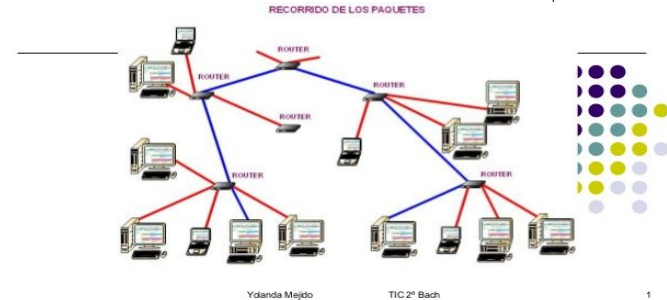 RECORRIDO DE LOS PAQUETES
ROUTER
ROUTER
ROUTER
ROUTER
ROUTER
ROUTER
Yolanda Mejido TIC 2º Bach 1